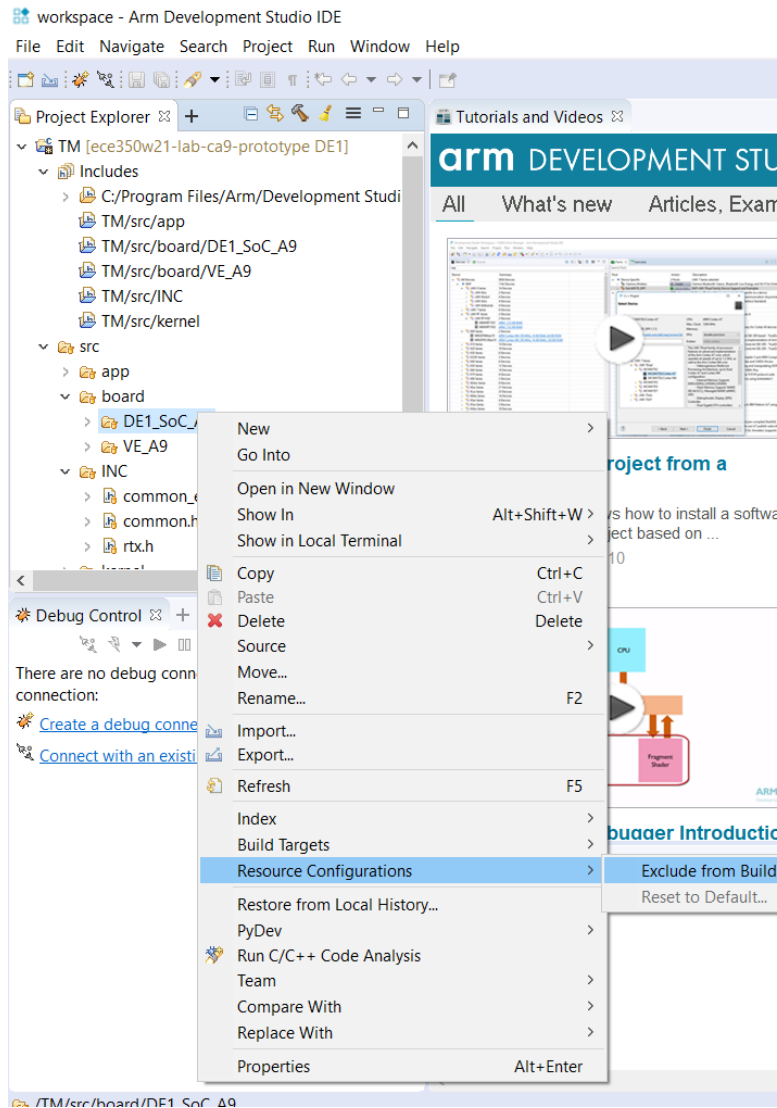 workspace - Arm Development Studio IDE
File Edit Navigate Search Project Run Window Help
Project Explorer
Tutorials and Videos
TM [ece350w21-lab-ca9-prototype DE1]
Includes
C:/Program Files/Arm/Development Studi
TM/src/app
TM/src/board/DE1_SoC_A9
TM/src/board/VE_A9
TM/src/INC
TM/src/kernel
src
app
board
DE1_SoC_A
VE_A9
INC
common_e
common.h
rtx.h
arm DEVELOPMENT STU
All What's new Articles, Exam
roject from a
vs how to install a softwa
ject based on ...
10
CPU
Fragment
Shader
ARM
bugger Introductio
Debug Control
There are no debug conn
connection:
Create a debug conne
Connect with an existi
New
Go Into
Open in New Window
Show In Alt+Shift+W
Show in Local Terminal
Copy Ctrl+C
Paste Ctrl+V
Delete Delete
Source
Move...
Rename... F2
Import...
Export...
Refresh F5
Index
Build Targets
Resource Configurations
Exclude from Build
Reset to Default...
Restore from Local History...
PyDev
Run C/C++ Code Analysis
Team
Compare With
Replace With
Properties Alt+Enter
/TM/src/board/DE1_SoC_A9